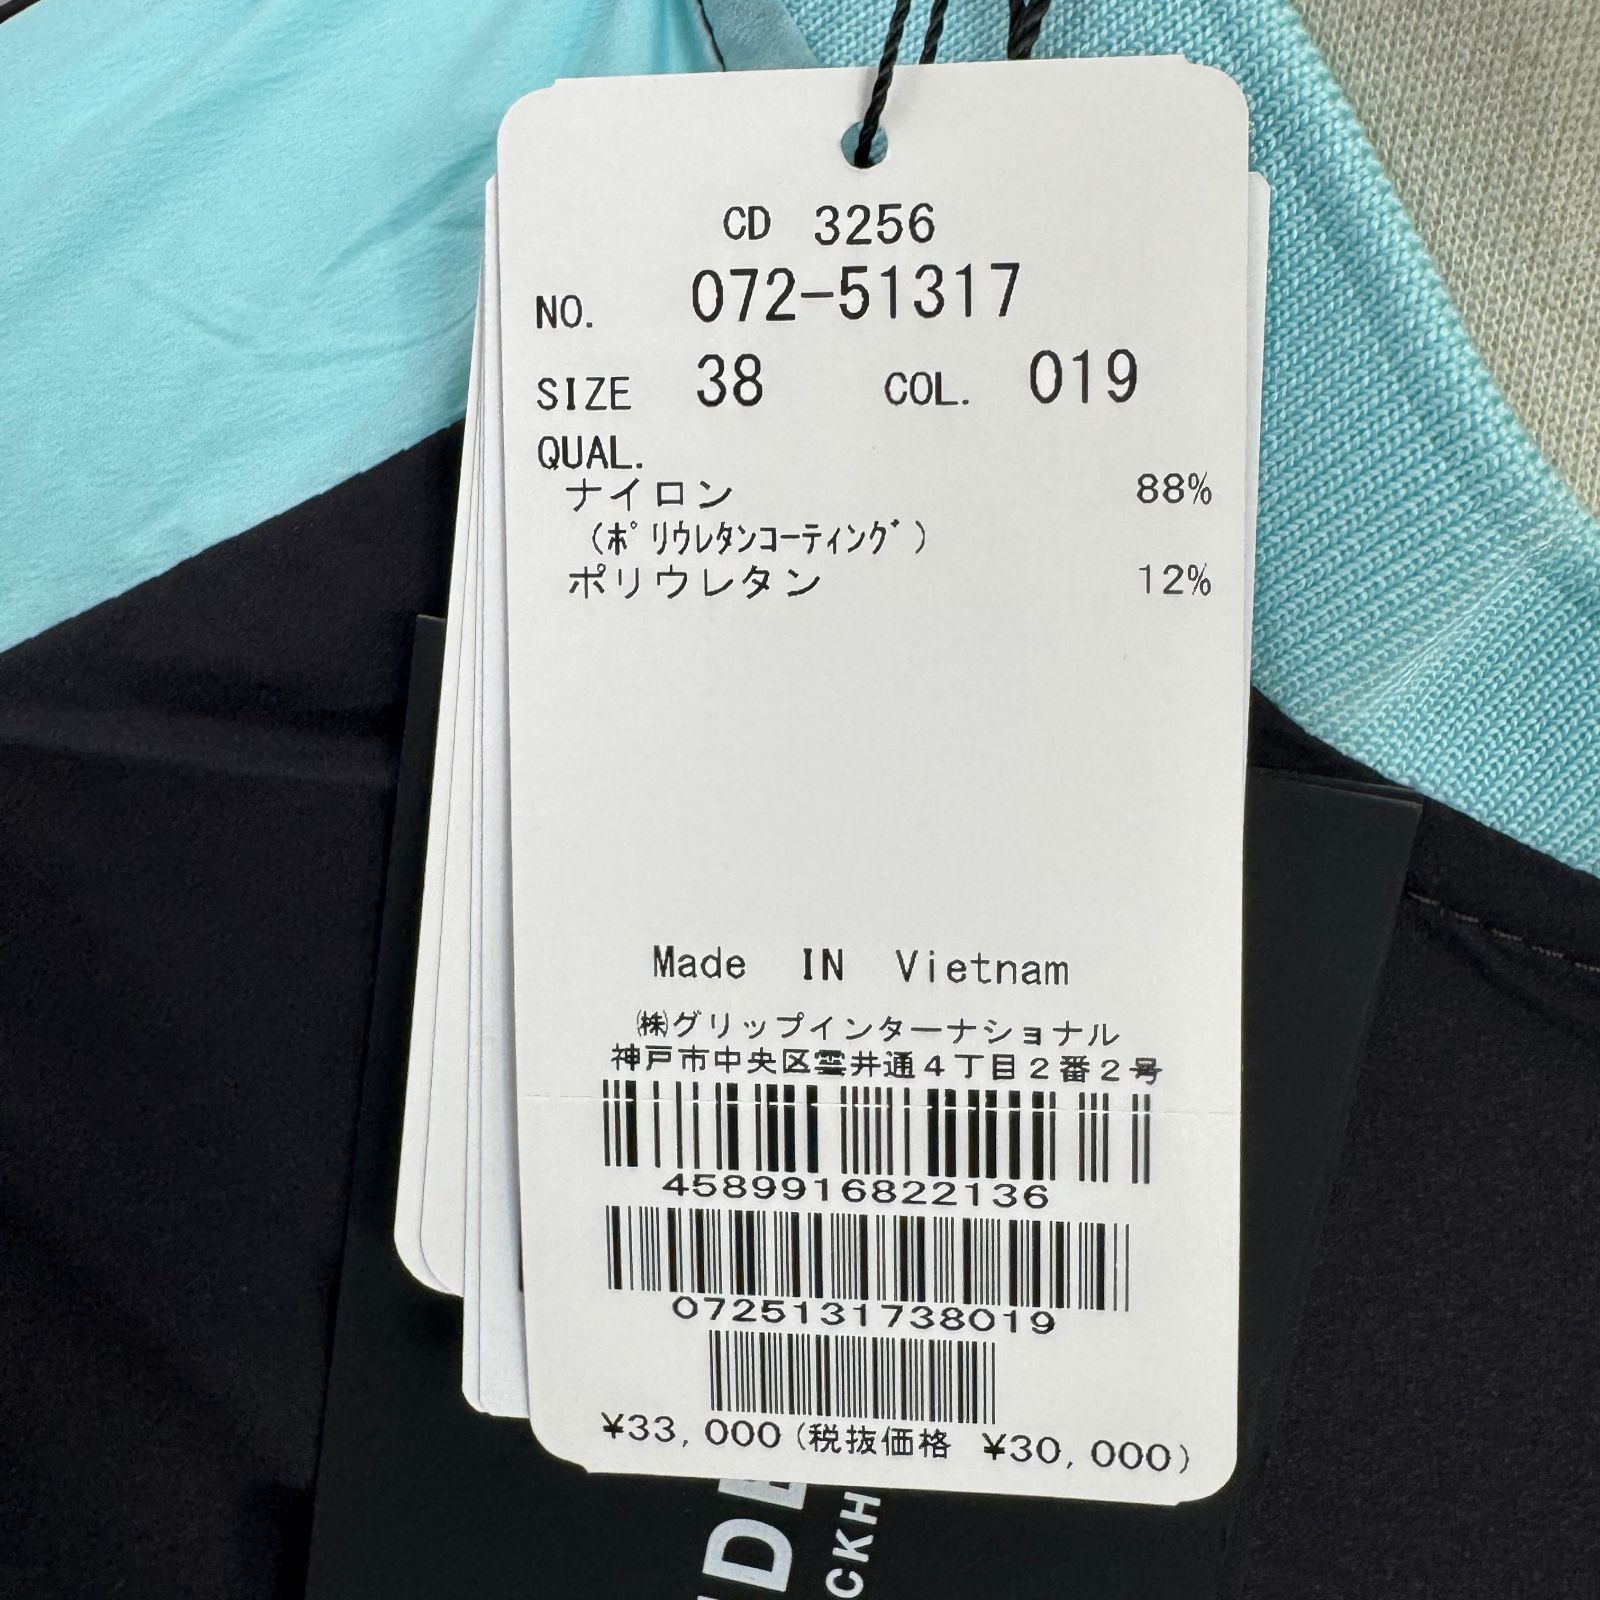 CD 3256
NO. 072-51317
SIZE 38 COL. 019
QUAL.
ナイロン 88%
(ポリウレタンコーティング)
ポリウレタン 12%
Made IN Vietnam
㈱グリップインターナショナル
神戸市中央区雲井通4丁目2番2号
4589916822136
0725131738019
¥33,000(税抜価格 ¥30,000)
CKH